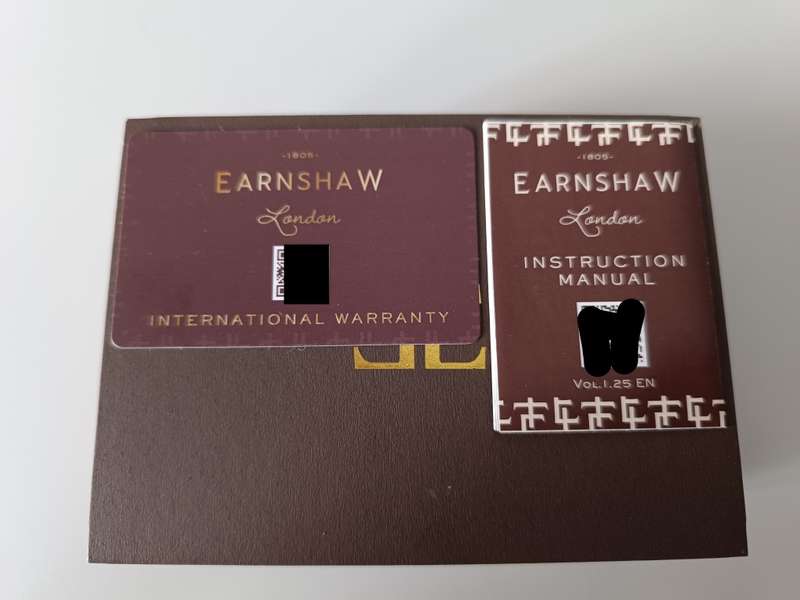 -1805-
EARNSHAW
London
INTERNATIONAL WARRANTY
-1805-
EARNSHAW
London
INSTRUCTION
MANUAL
VOL.1.25 EN